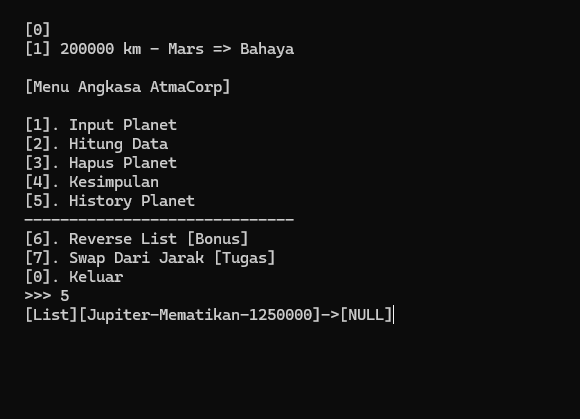 [0]
[1] 200000 km - Mars => Bahaya
[Menu Angkasa AtmaCorp]
[1]. Input Planet
[2]. Hitung Data
[3]. Hapus Planet
[4]. Kesimpulan
[5]. History Planet
------------------------------
[6]. Reverse List [Bonus]
[7]. Swap Dari Jarak [Tugas]
[0]. Keluar
>>> 5
[List][Jupiter-Mematikan-1250000]->[NULL]